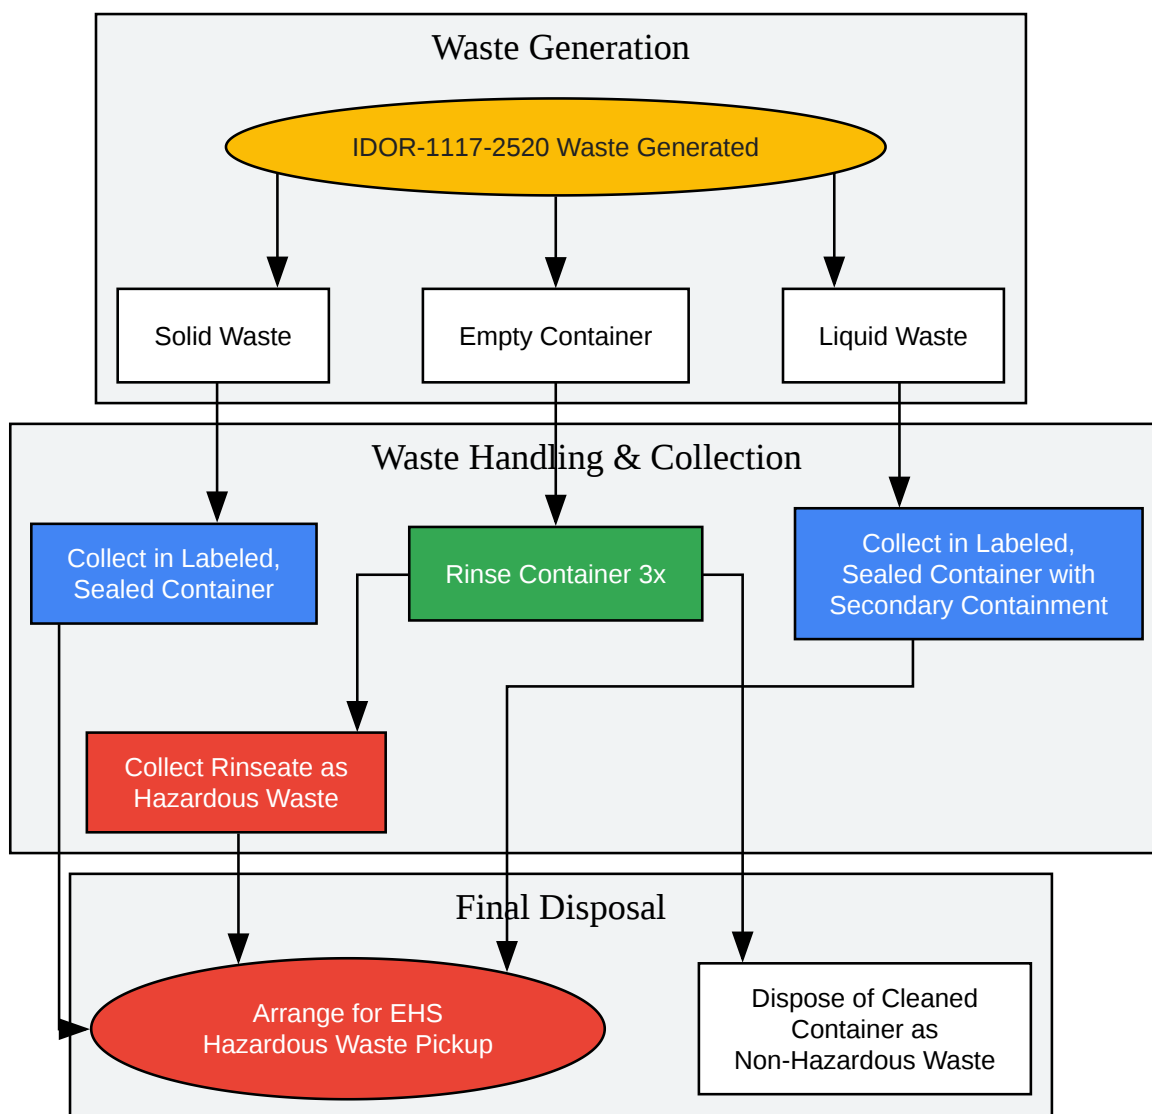 Waste Generation
IDOR-1117-2520 Waste Generated
Solid Waste
Empty Container
Liquid Waste
Waste Handling & Collection
Collect in Labeled,
Sealed Container
Rinse Container 3x
Collect in Labeled,
Sealed Container with
Secondary Containment
Collect Rinseate as
Hazardous Waste
Final Disposal
Arrange for EHS
Hazardous Waste Pickup
Dispose of Cleaned
Container as
Non-Hazardous Waste